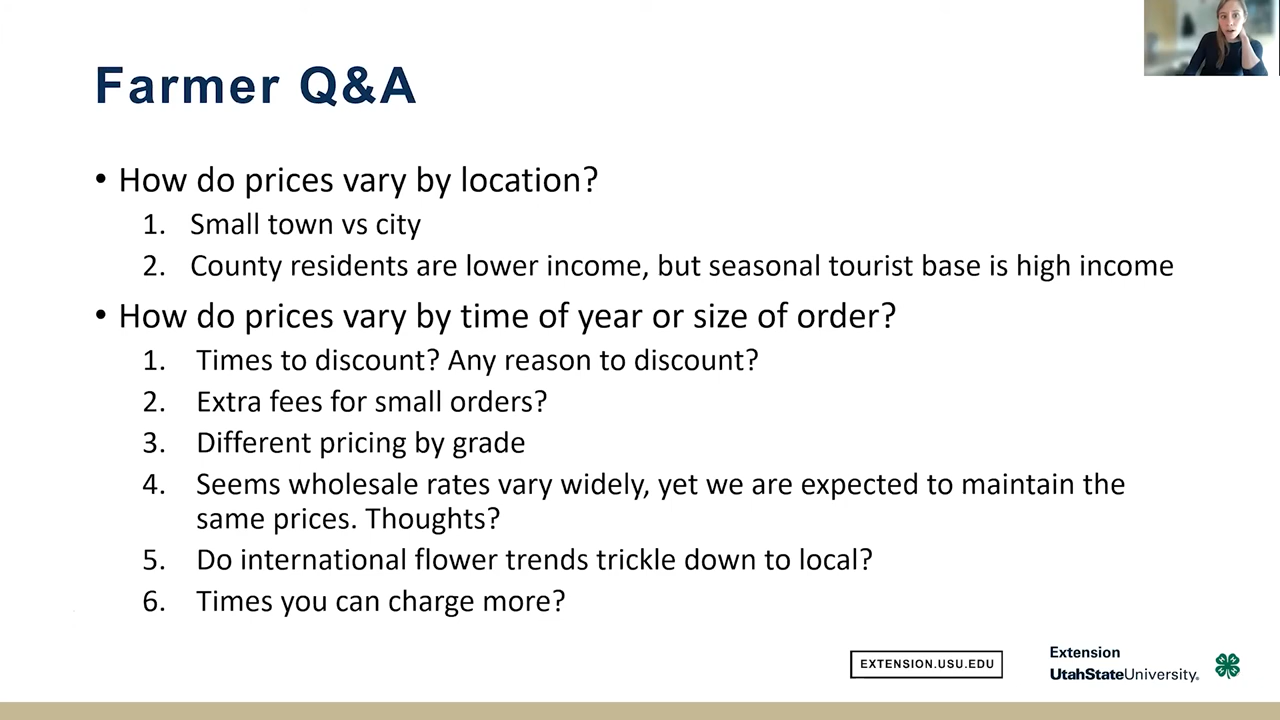 Farmer Q&A
• How do prices vary by location?
1. Small town vs city
2. County residents are lower income, but seasonal tourist base is high income
• How do prices vary by time of year or size of order?
1. Times to discount? Any reason to discount?
2. Extra fees for small orders?
3. Different pricing by grade
4. Seems wholesale rates vary widely, yet we are expected to maintain the
same prices. Thoughts?
5. Do international flower trends trickle down to local?
6. Times you can charge more?
EXTENSION.USU.EDU
Extension
UtahStateUniversity®